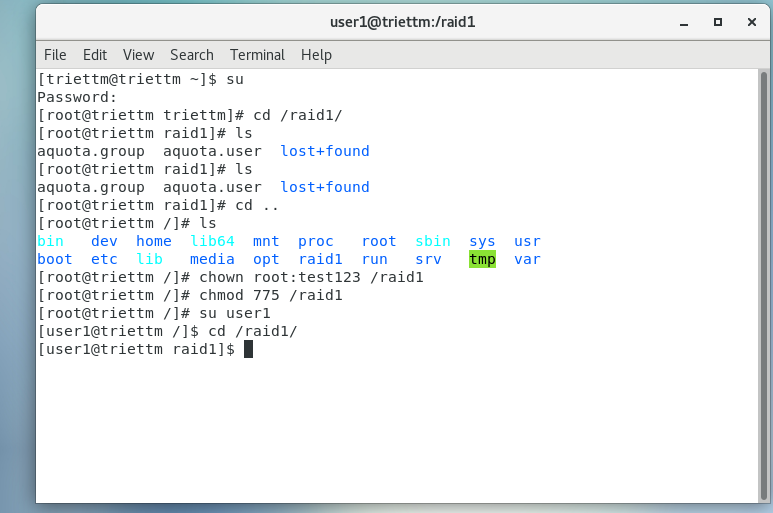 user1@triettm:/raid1
File Edit View Search Terminal Help
[triettm@triettm ~]$ su
Password:
[root@triettm triettm]# cd /raid1/
[root@triettm raid1]# ls
aquota.group  aquota.user  lost+found
[root@triettm raid1]# ls
aquota.group  aquota.user  lost+found
[root@triettm raid1]# cd ..
[root@triettm /]# ls
bin   dev  home  lib64  mnt  proc   root  sbin  sys  usr
boot  etc  lib   media  opt  raid1  run   srv   tmp  var
[root@triettm /]# chown root:test123 /raid1
[root@triettm /]# chmod 775 /raid1
[root@triettm /]# su user1
[user1@triettm /]$ cd /raid1/
[user1@triettm raid1]$